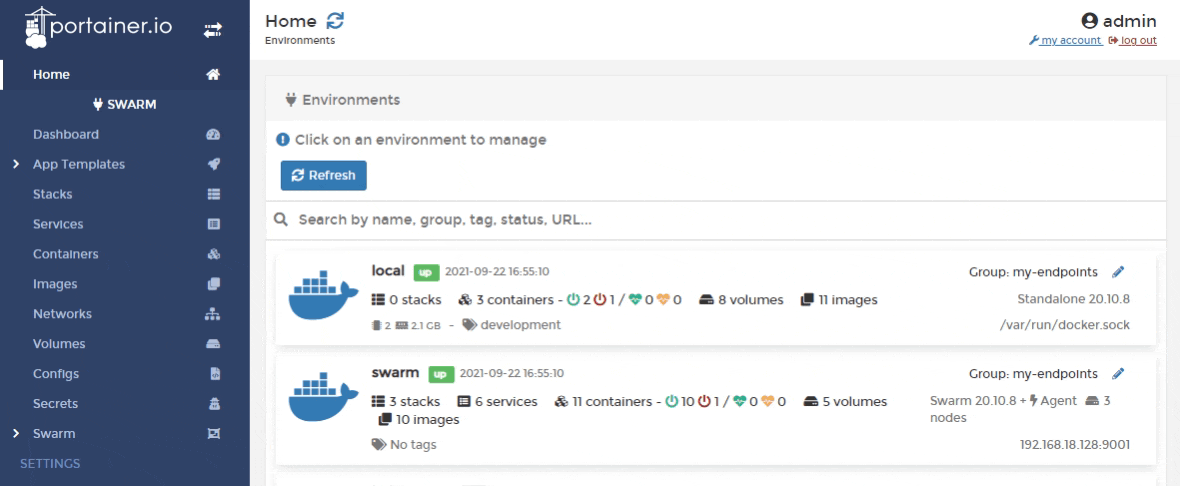 portainer.io
Home
SWARM
Dashboard
App Templates
Stacks
Services
Containers
Images
Networks
Volumes
Configs
Secrets
Swarm
SETTINGS
Home
Environments
admin
my account log out
Environments
Click on an environment to manage
Refresh
Search by name, group, tag, status, URL...
local up 2021-09-22 16:55:10 Group: my-endpoints
0 stacks 3 containers - 2 1 / 0 0 8 volumes 11 images Standalone 20.10.8
2 2.1 GB - development /var/run/docker.sock
swarm up 2021-09-22 16:55:10 Group: my-endpoints
3 stacks 6 services 11 containers - 10 1 / 0 0 5 volumes Swarm 20.10.8 + Agent 3
10 images nodes
No tags 192.168.18.128:9001